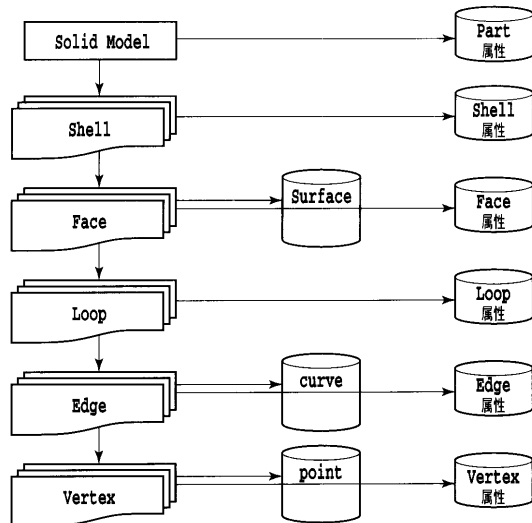 Solid Model
Part
属性
Shell
Shell
属性
Face
Surface
Face
属性
Loop
Loop
属性
Edge
curve
Edge
属性
Vertex
point
Vertex
属性